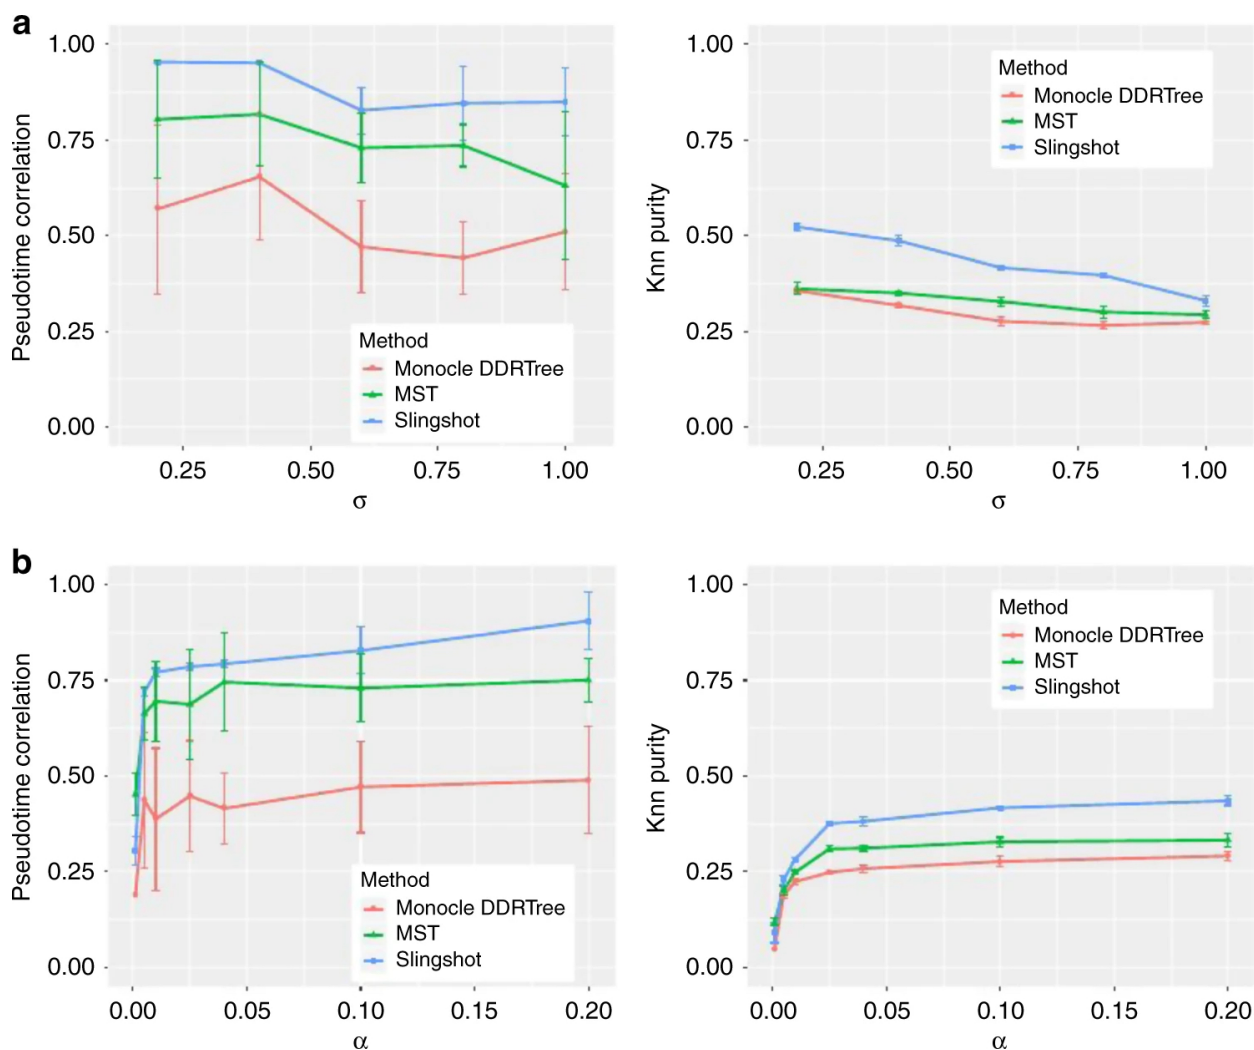 a
Pseudotime correlation
1.00
0.75
0.50
0.25
0.00
Method
Monocle DDRTree
MST
Slingshot
0.25 0.50 0.75 1.00
σ
Knn purity
1.00
0.75
0.50
0.25
0.00
Method
Monocle DDRTree
MST
Slingshot
0.25 0.50 0.75 1.00
σ
b
Pseudotime correlation
1.00
0.75
0.50
0.25
0.00
Method
Monocle DDRTree
MST
Slingshot
0.00 0.05 0.10 0.15 0.20
α
Knn purity
1.00
0.75
0.50
0.25
0.00
Method
Monocle DDRTree
MST
Slingshot
0.00 0.05 0.10 0.15 0.20
α